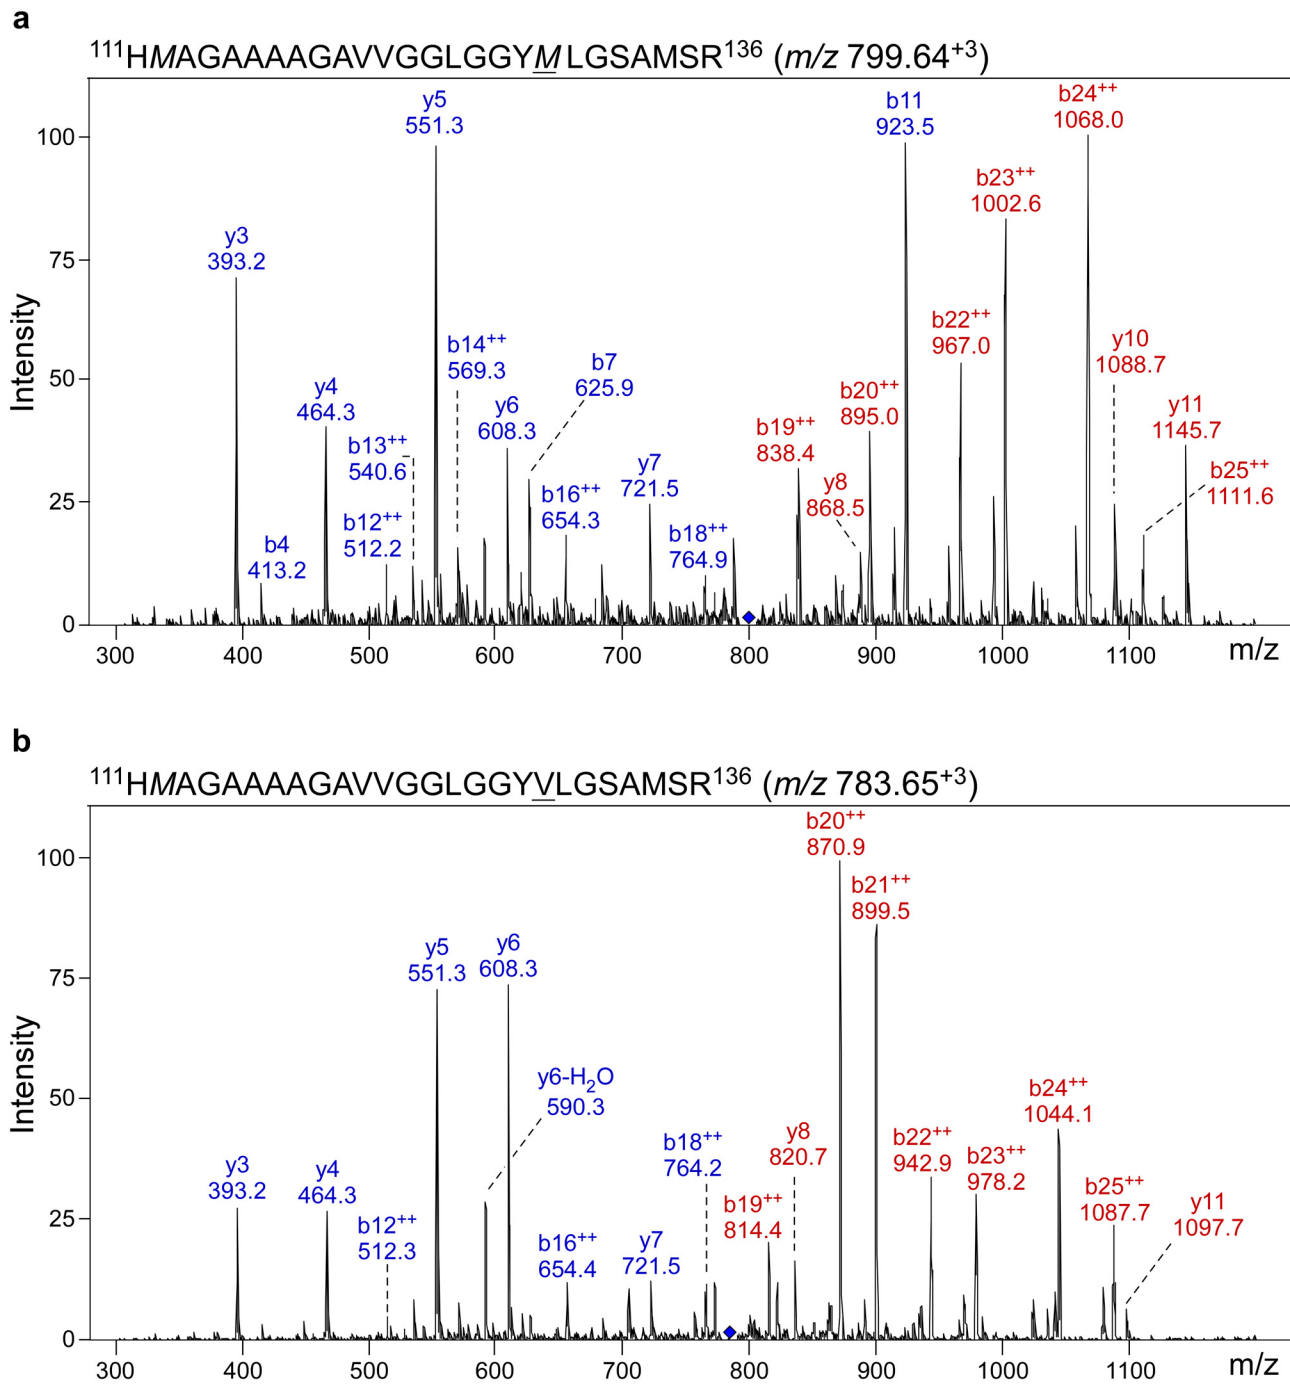 a
¹¹¹HMAGAAAAGAVVGGLGGYMLGSAMSR¹³⁶ (m/z 799.64⁺³)
y5
551.3
b11
923.5
b24⁺⁺
1068.0
b23⁺⁺
1002.6
y3
393.2
b22⁺⁺
967.0
b14⁺⁺
569.3
b7
625.9
y10
1088.7
y4
464.3
y6
608.3
b20⁺⁺
895.0
y11
1145.7
b13⁺⁺
540.6
b19⁺⁺
838.4
y7
721.5
b25⁺⁺
1111.6
y8
868.5
b16⁺⁺
654.3
b12⁺⁺
512.2
b18⁺⁺
764.9
b4
413.2
Intensity
100
75
50
25
0
300 400 500 600 700 800 900 1000 1100 m/z
b
¹¹¹HMAGAAAAGAVVGGLGGYVLGSAMSR¹³⁶ (m/z 783.65⁺³)
b20⁺⁺
870.9
b21⁺⁺
899.5
y5
551.3
y6
608.3
y6-H₂O
590.3
b24⁺⁺
1044.1
b18⁺⁺
764.2
y8
820.7
b22⁺⁺
942.9
b23⁺⁺
978.2
y3
393.2
y4
464.3
b25⁺⁺
1087.7
b19⁺⁺
814.4
y11
1097.7
b12⁺⁺
512.3
b16⁺⁺
654.4
y7
721.5
Intensity
100
75
50
25
0
300 400 500 600 700 800 900 1000 1100 m/z